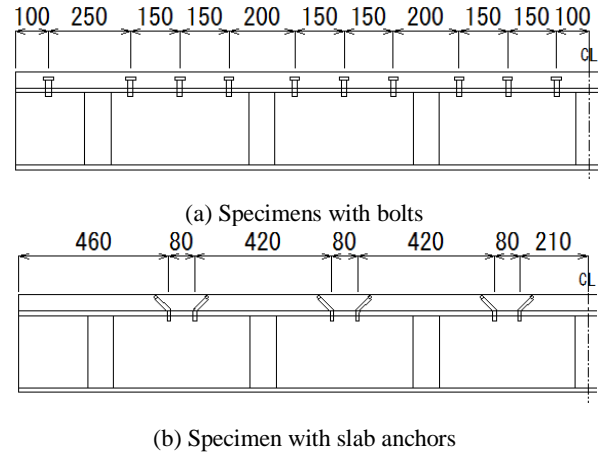 100 250 150 150 200 150 150 200 150 150 100
CL
(a) Specimens with bolts
460 80 420 80 420 80 210
CL
(b) Specimen with slab anchors